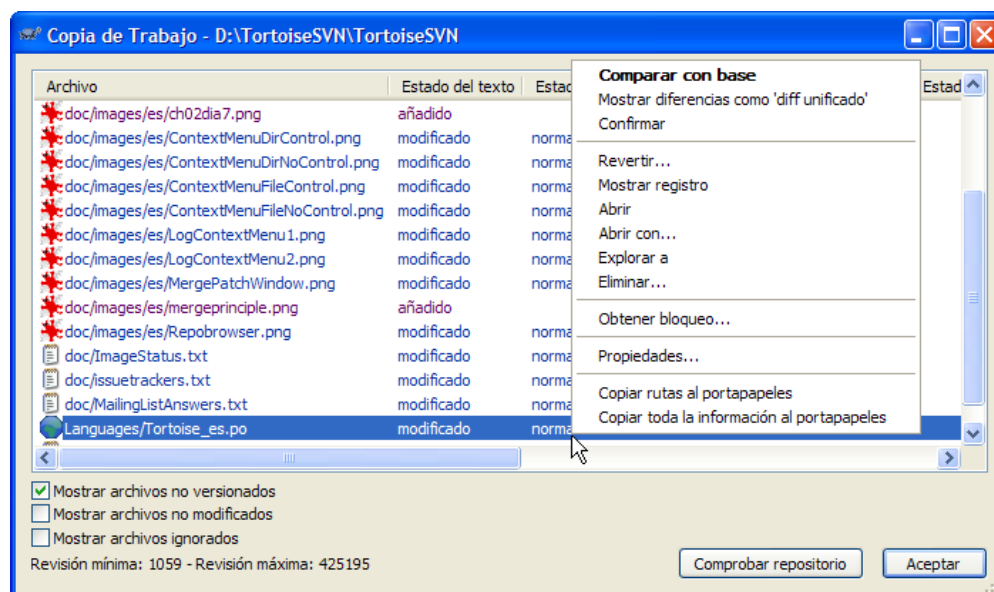 Copia de Trabajo - D:\TortoiseSVN\TortoiseSVN
Archivo Estado del texto Estad
doc/images/es/ch02dia7.png añadido
doc/images/es/ContextMenuDirControl.png modificado norma
doc/images/es/ContextMenuDirNoControl.png modificado norma
doc/images/es/ContextMenuFileControl.png modificado norma
doc/images/es/ContextMenuFileNoControl.png modificado norma
doc/images/es/LogContextMenu1.png modificado norma
doc/images/es/LogContextMenu2.png modificado norma
doc/images/es/MergePatchWindow.png modificado norma
doc/images/es/mergeprinciple.png añadido
doc/images/es/Repobrowser.png modificado norma
doc/ImageStatus.txt modificado norma
doc/issuetrackers.txt modificado norma
doc/MailingListAnswers.txt modificado norma
Languages/Tortoise_es.po modificado norma
Comparar con base
Mostrar diferencias como 'diff unificado'
Confirmar
Revertir...
Mostrar registro
Abrir
Abrir con...
Explorar a
Eliminar...
Obtener bloqueo...
Propiedades...
Copiar rutas al portapapeles
Copiar toda la información al portapapeles
Mostrar archivos no versionados
Mostrar archivos no modificados
Mostrar archivos ignorados
Revisión mínima: 1059 - Revisión máxima: 425195
Comprobar repositorio Aceptar